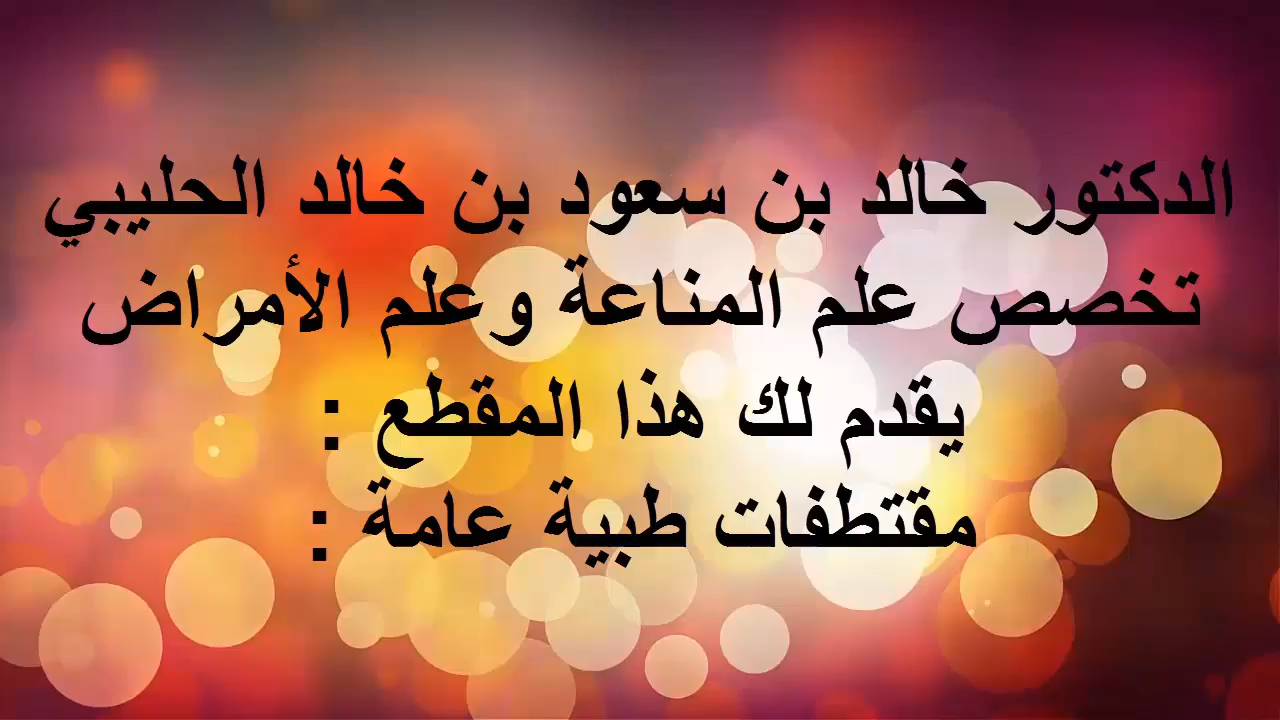 الدكتور خالد بن سعود بن خالد الحليبي
تخصص علم المناعة وعلم الأمراض
يقدم لك هذا المقطع :
مقتطفات طبية عامة :